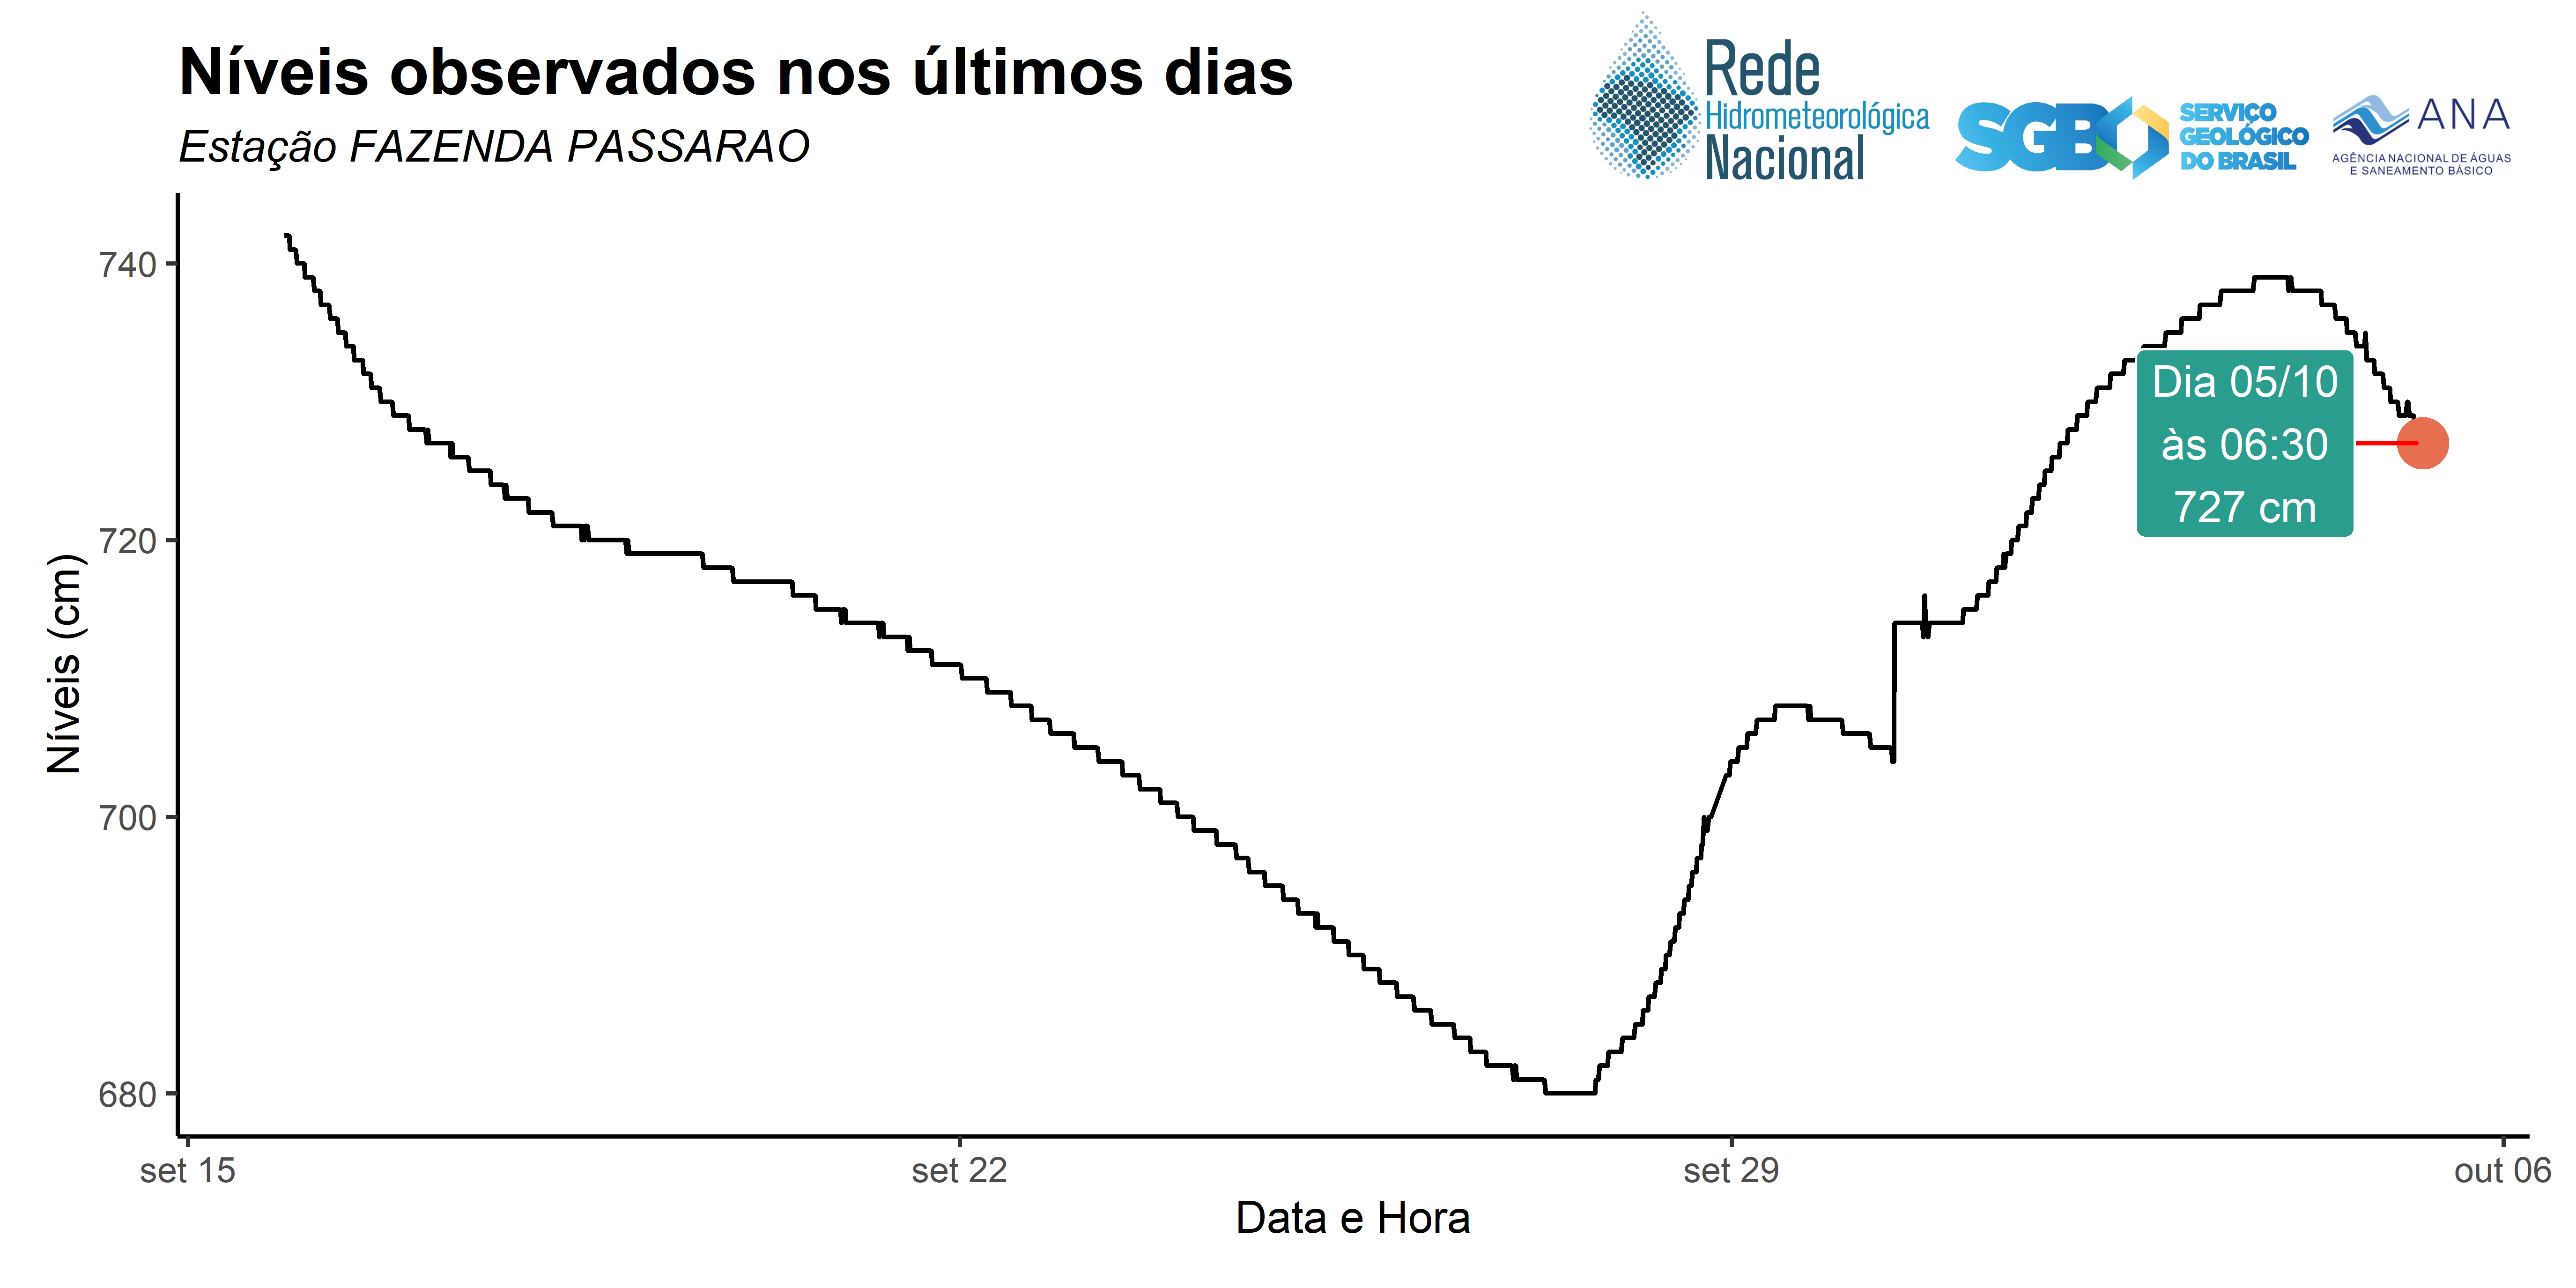 Níveis observados nos últimos dias
Estação FAZENDA PASSARAO
Rede
Hidrometeorológica
Nacional
SGB
SERVIÇO
GEOLÓGICO
DO BRASIL
ANA
AGÊNCIA NACIONAL DE ÁGUAS
E SANEAMENTO BÁSICO
Níveis (cm)
740
720
700
680
Dia 05/10
às 06:30
727 cm
set 15
set 22
set 29
out 06
Data e Hora